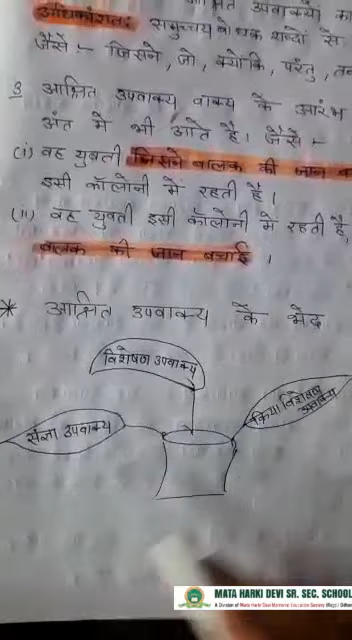 आश्रित उपवाक्यों का
अधिकांशतः समुच्चय बोधक शब्दों से
जैसे :- जिसने, जो, क्योकि, परंतु,
3 आश्रित उपवाक्य वाक्य के आरंभ
अंत में भी आते है। जैसे -
(i) वह युवती जिसने बालक की जान
इसी कॉलोनी में रहती है।
(ii) वह युवती इसी कॉलोनी में रहती है,
बालक की जान बचाई ।
* आश्रित उपवाक्य के भेद
विशेषण उपवाक्य
संज्ञा उपवाक्य
क्रिया विशेषण उपवाक्य
MATA HARKI DEVI SR. SEC. SCHOOL